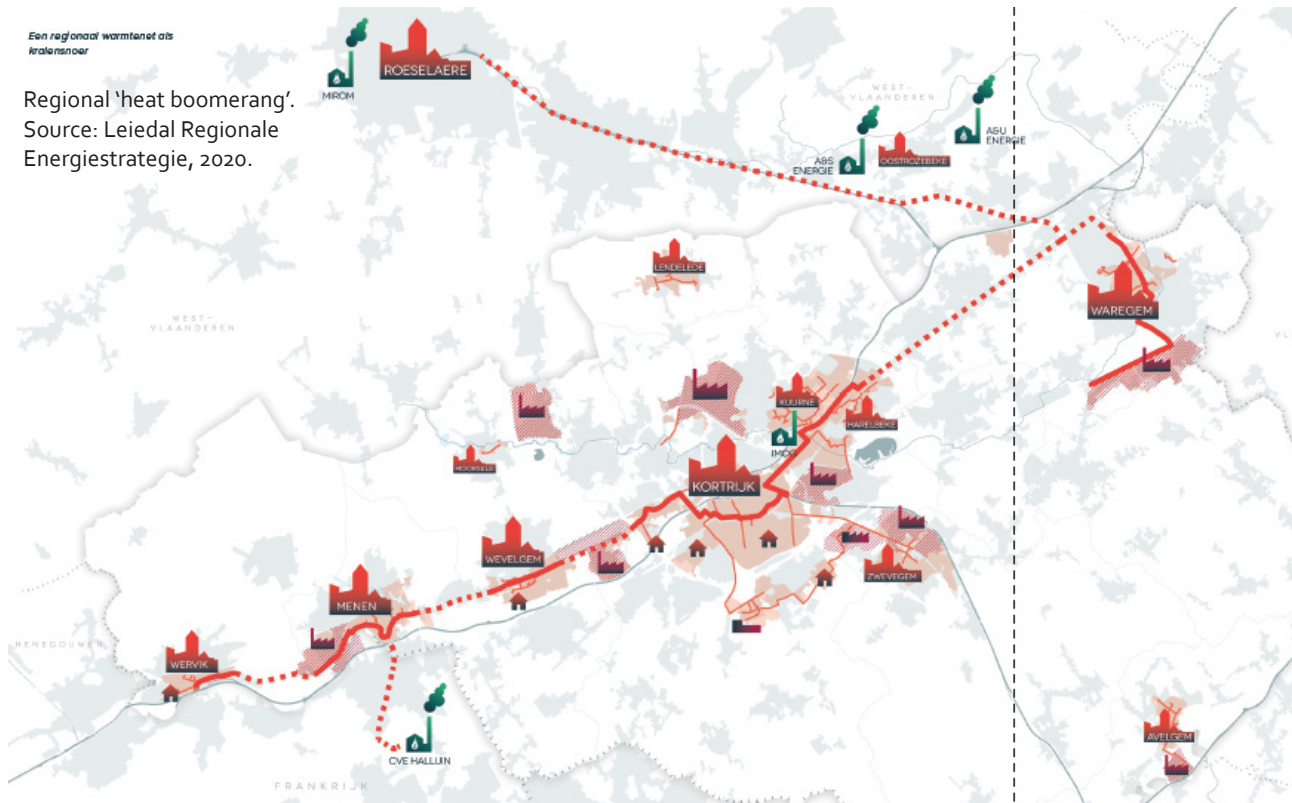 Een regionaal warmtenet als
kralensnoer
Regional ‘heat boomerang’.
Source: Leiedal Regionale
Energiestrategie, 2020.
MIROM
ROESELAERE
WEST-
VLAANDEREN
A&U
ENERGIE
A&S
ENERGIE
OOSTROZEBEKE
LENDELEDE
WAREGEM
WEST-
VLAANDEREN
KUURNE
HARELBEKE
IMOG
MOORSELE
KORTRIJK
WEVELGEM
ZWEVEGEM
MENEN
HENEGOUWEN
WERVIK
CVE HALLUIN
FRANKRIJK
AVELGEM